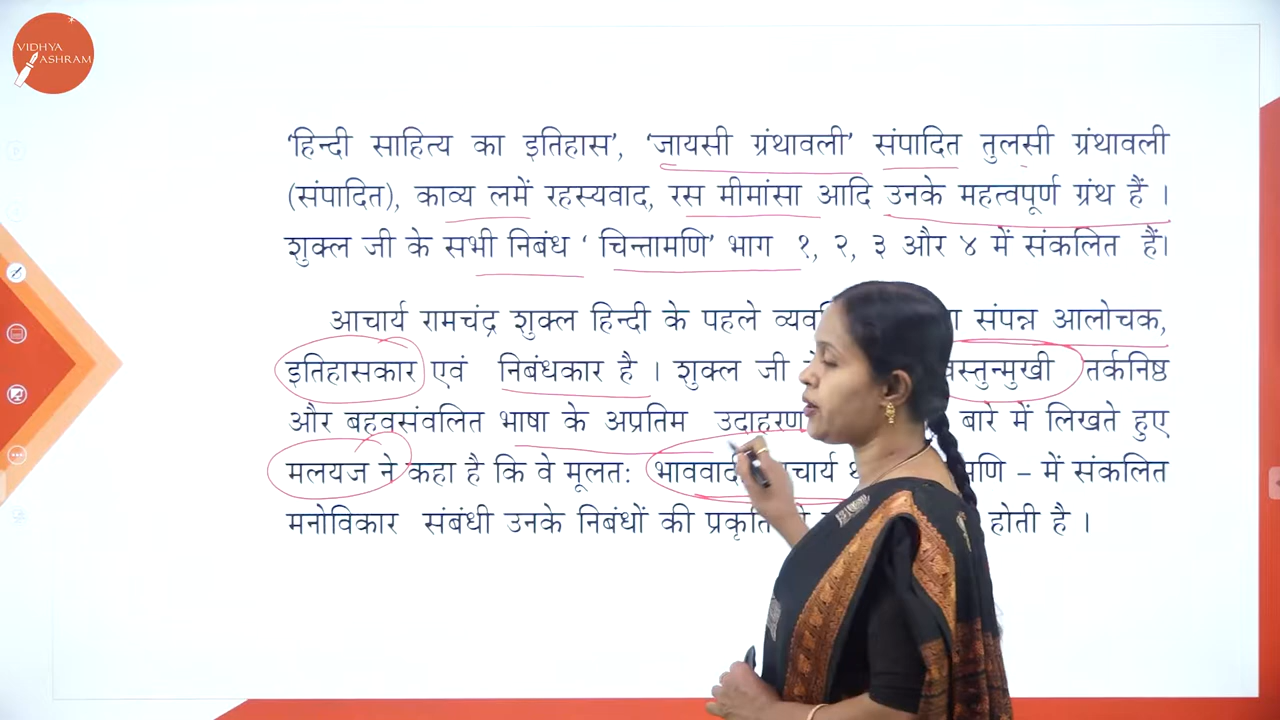 VIDHYA
ASHRAM
‘हिन्दी साहित्य का इतिहास’, ‘जायसी ग्रंथावली’ संपादित तुलसी ग्रंथावली
(संपादित), काव्य लमें रहस्यवाद, रस मीमांसा आदि उनके महत्वपूर्ण ग्रंथ हैं ।
शुक्ल जी के सभी निबंध ‘ चिन्तामणि’ भाग १, २, ३ और ४ में संकलित हैं।
आचार्य रामचंद्र शुक्ल हिन्दी के पहले संपन्न आलोचक,
इतिहासकार एवं निबंधकार है । शुक्ल जी वस्तुन्मुखी तर्कनिष्ठ
और बहवसंवलित भाषा के अप्रतिम उदाहरण बारे में लिखते हुए
मलयज ने कहा है कि वे मूलत: भाववादी – में संकलित
मनोविकार संबंधी उनके निबंधों की प्रकृति होती है ।